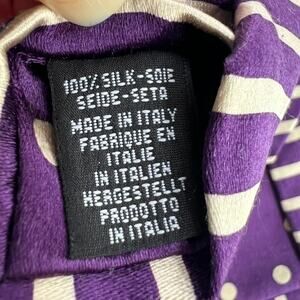 100% SILK-SOIE
SEIDE-SETA
MADE IN ITALY
FABRIQUE EN
ITALIE
IN ITALIEN
HERGESTELLT
PRODOTTO
IN ITALIA